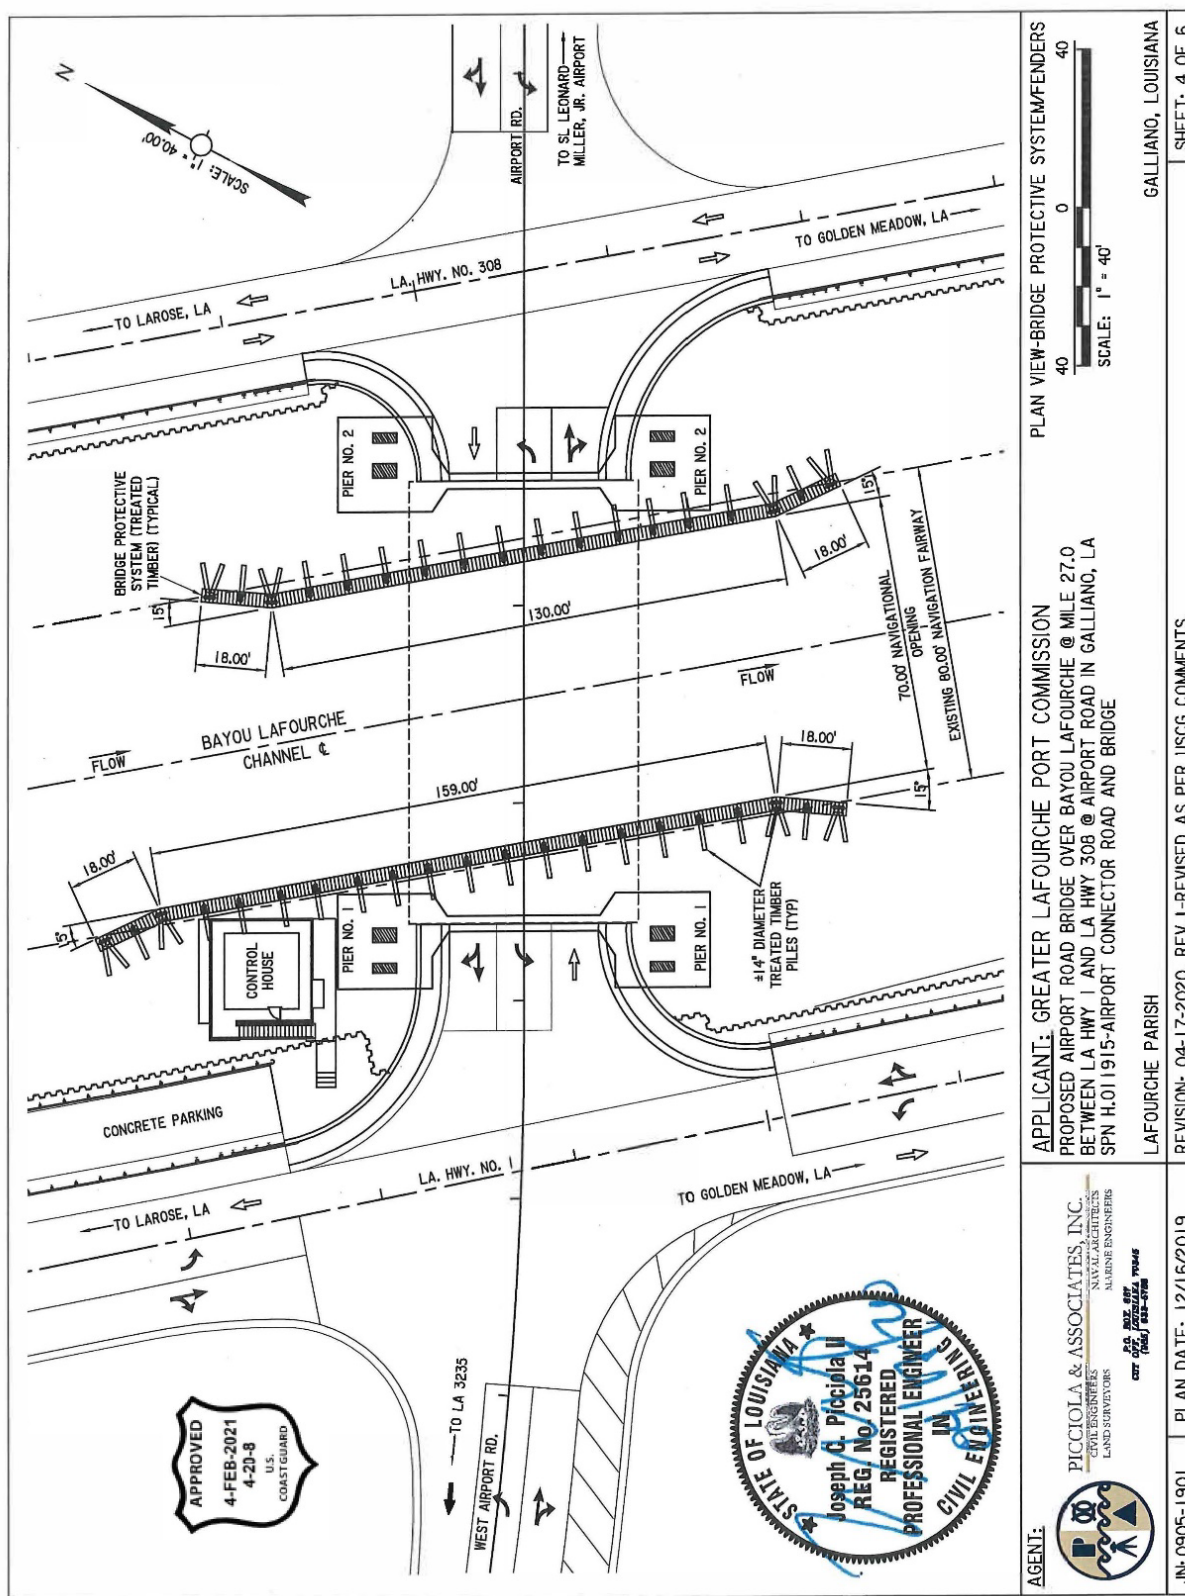 N
SCALE: 1" = 40.00'
AIRPORT RD.
TO SL LEONARD
MILLER, JR. AIRPORT
TO LAROSE, LA
LA. HWY. NO. 308
TO GOLDEN MEADOW, LA
BRIDGE PROTECTIVE
SYSTEM (TREATED
TIMBER) (TYPICAL)
PIER NO. 2
PIER NO. 2
15°
18.00'
130.00'
18.00'
15°
70.00' NAVIGATIONAL
OPENING
EXISTING 80.00' NAVIGATION FAIRWAY
FLOW
BAYOU LAFOURCHE
CHANNEL ℄
FLOW
18.00'
15°
159.00'
18.00'
15°
CONTROL
HOUSE
PIER NO. 1
PIER NO. 1
±14" DIAMETER
TREATED TIMBER
PILES (TYP)
CONCRETE PARKING
TO LAROSE, LA
LA. HWY. NO. 1
TO GOLDEN MEADOW, LA
TO LA 3235
WEST AIRPORT RD.
APPROVED
4-FEB-2021
4-20-8
U.S.
COAST GUARD
STATE OF LOUISIANA
Joseph C. Picciola II
REG. No. 25614
REGISTERED
PROFESSIONAL ENGINEER
IN
CIVIL ENGINEERING
AGENT:
PICCIOLA & ASSOCIATES, INC.
CIVIL ENGINEERS NAVAL ARCHITECTS
LAND SURVEYORS MARINE ENGINEERS
P.O. BOX 687
CUT OFF, LOUISIANA 70345
APPLICANT: GREATER LAFOURCHE PORT COMMISSION
PROPOSED AIRPORT ROAD BRIDGE OVER BAYOU LAFOURCHE @ MILE 27.0
BETWEEN LA HWY 1 AND LA HWY 308 @ AIRPORT ROAD IN GALLIANO, LA
SPN H.011915-AIRPORT CONNECTOR ROAD AND BRIDGE
LAFOURCHE PARISH
PLAN VIEW-BRIDGE PROTECTIVE SYSTEM/FENDERS
40 0 40
SCALE: 1" = 40'
GALLIANO, LOUISIANA
JN: 0905-1901
PLAN DATE: 12/16/2019
REVISION: 04-17-2020 REV 1-REVISED AS PER USCG COMMENTS
SHEET: 4 OF 6